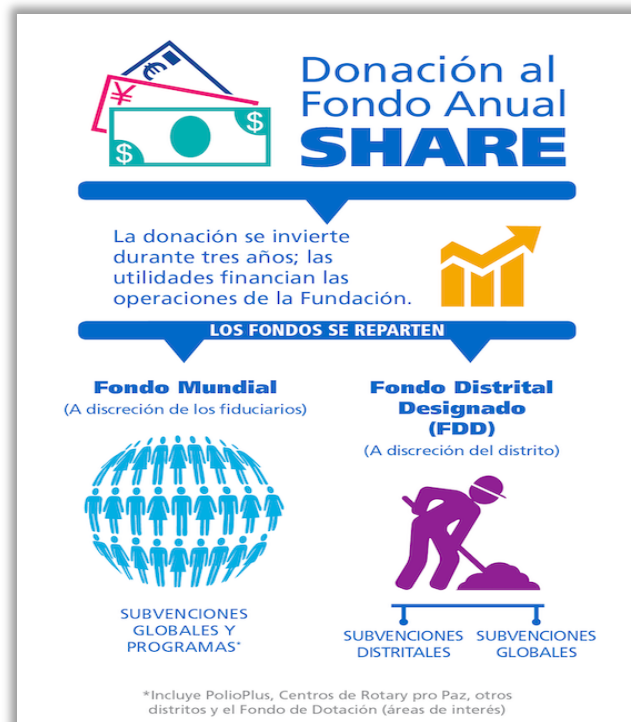 Donación al
Fondo Anual
SHARE
€
¥
$
$
La donación se invierte
durante tres años; las
utilidades financian las
operaciones de la Fundación.
LOS FONDOS SE REPARTEN
Fondo Mundial
(A discreción de los fiduciarios)
SUBVENCIONES
GLOBALES Y
PROGRAMAS*
Fondo Distrital
Designado
(FDD)
(A discreción del distrito)
SUBVENCIONES
DISTRITALES
SUBVENCIONES
GLOBALES
*Incluye PolioPlus, Centros de Rotary pro Paz, otros
distritos y el Fondo de Dotación (áreas de interés)